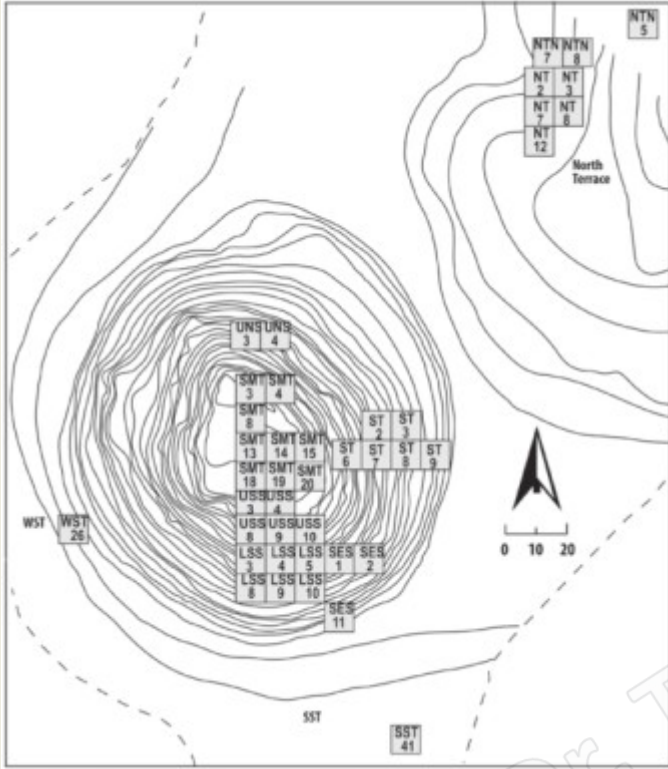 NTN
5
NTN NTN
7 8
NT NT
2 3
NT NT
7 8
NT
12
North
Terrace
UNS UNS
3 4
SMT SMT
3 4
SMT
8
ST ST
2 3
SMT SMT SMT
13 14 15
ST ST ST ST
6 7 8 9
SMT SMT SMT
18 19 20
USS USS
3 4
WST
WST
26
USS USS USS
8 9 10
0 10 20
LSS LSS LSS SES SES
3 4 5 1 2
LSS LSS LSS
8 9 10
SES
11
SST
SST
41